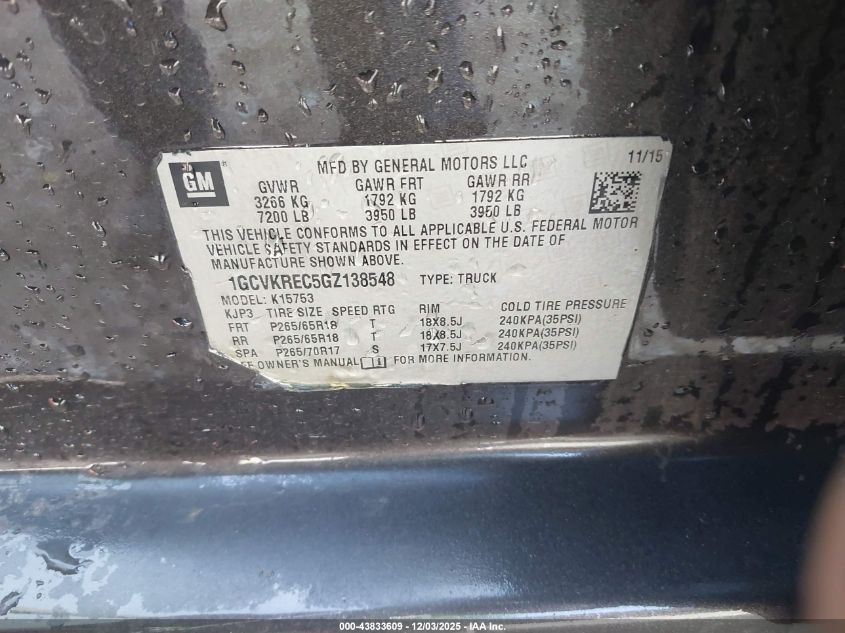 GM
MFD BY GENERAL MOTORS LLC 11/15
GVWR GAWR FRT GAWR RR
3266 KG 1792 KG 1792 KG
7200 LB 3950 LB 3950 LB
THIS VEHICLE CONFORMS TO ALL APPLICABLE U.S. FEDERAL MOTOR
VEHICLE SAFETY STANDARDS IN EFFECT ON THE DATE OF
MANUFACTURE SHOWN ABOVE.
1GCVKREC5GZ138548 TYPE: TRUCK
MODEL: K15753
KJP3 TIRE SIZE SPEED RTG RIM COLD TIRE PRESSURE
FRT P265/65R18 T 18X8.5J 240KPA(35PSI)
RR P265/65R18 T 18X8.5J 240KPA(35PSI)
SPA P265/70R17 S 17X7.5J 240KPA(35PSI)
OWNER'S MANUAL FOR MORE INFORMATION.
000-43833609 - 12/03/2025 - IAA Inc.